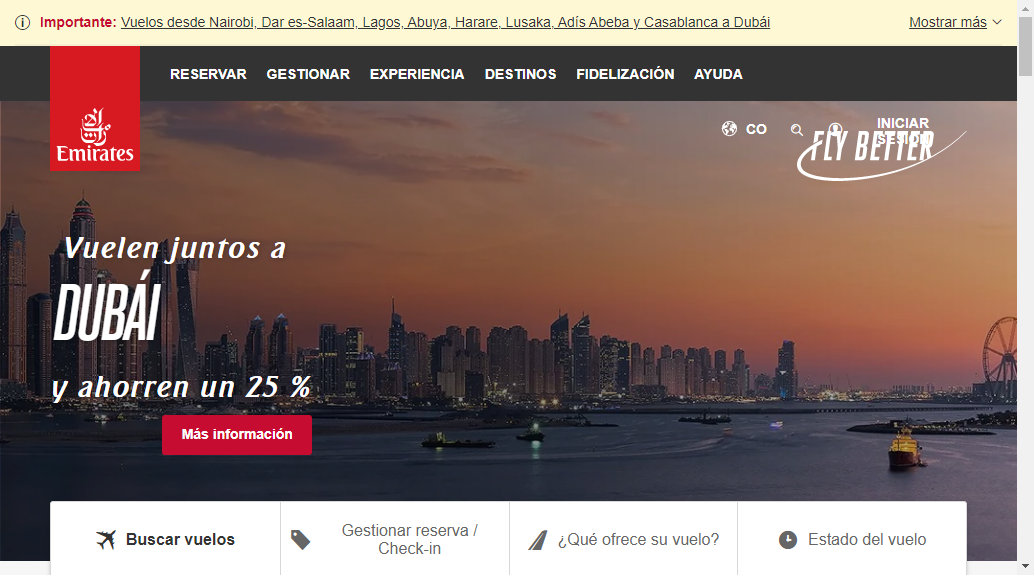 Importante: Vuelos desde Nairobi, Dar es-Salaam, Lagos, Abuya, Harare, Lusaka, Adís Abeba y Casablanca a Dubái
Mostrar más
RESERVAR GESTIONAR EXPERIENCIA DESTINOS FIDELIZACIÓN AYUDA
Emirates
CO
INICIAR
SESIÓN
FLY BETTER
Vuelen juntos a
DUBÁI
y ahorren un 25 %
Más información
Buscar vuelos
Gestionar reserva /
Check-in
¿Qué ofrece su vuelo?
Estado del vuelo